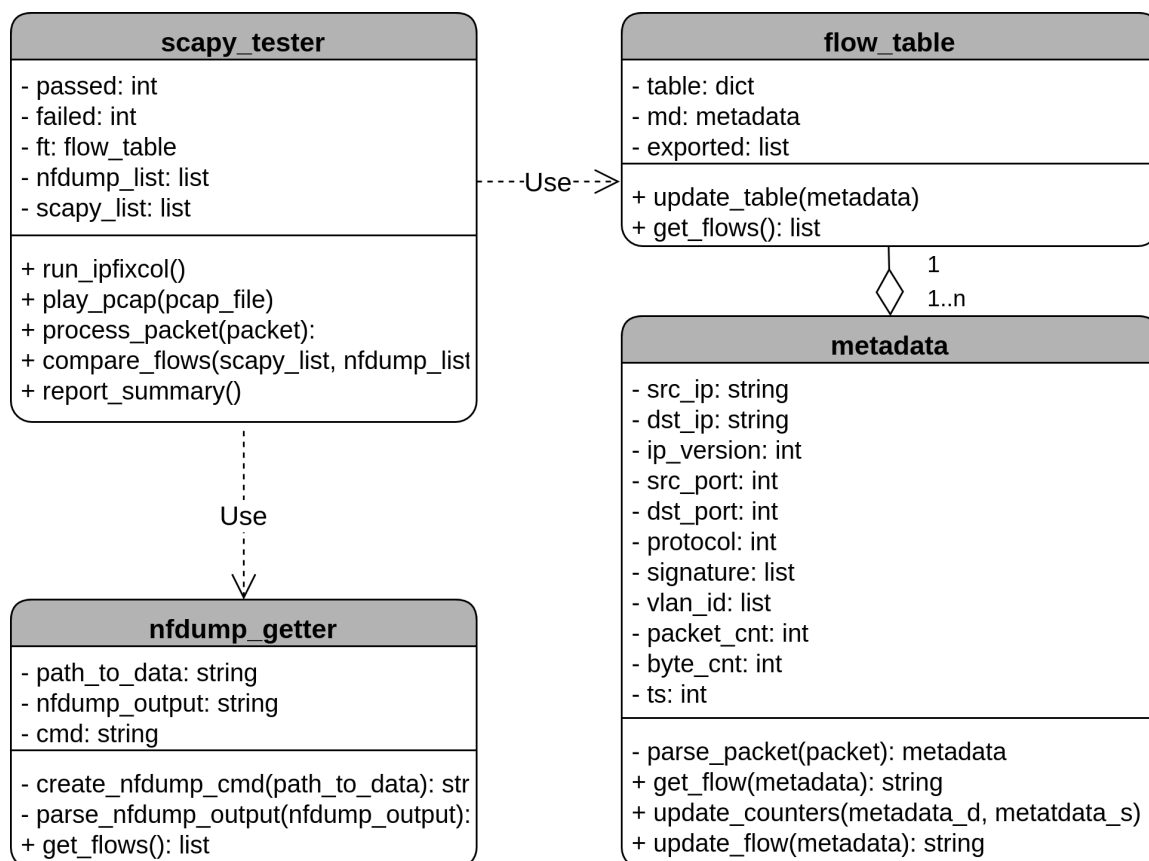 scapy_tester
- passed: int
- failed: int
- ft: flow_table
- nfdump_list: list
- scapy_list: list
+ run_ipfixcol()
+ play_pcap(pcap_file)
+ process_packet(packet):
+ compare_flows(scapy_list, nfdump_list
+ report_summary()
Use
flow_table
- table: dict
- md: metadata
- exported: list
+ update_table(metadata)
+ get_flows(): list
1
1..n
Use
nfdump_getter
- path_to_data: string
- nfdump_output: string
- cmd: string
- create_nfdump_cmd(path_to_data): str
- parse_nfdump_output(nfdump_output):
+ get_flows(): list
metadata
- src_ip: string
- dst_ip: string
- ip_version: int
- src_port: int
- dst_port: int
- protocol: int
- signature: list
- vlan_id: list
- packet_cnt: int
- byte_cnt: int
- ts: int
- parse_packet(packet): metadata
+ get_flow(metadata): string
+ update_counters(metadata_d, metatdata_s)
+ update_flow(metadata): string